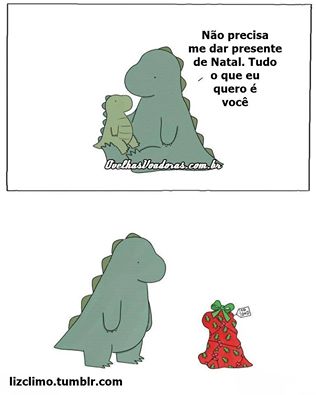 Não precisa
me dar presente
de Natal. Tudo
o que eu
quero é
você
OvelhasVoadoras.com.br
lizclimo.tumblr.com